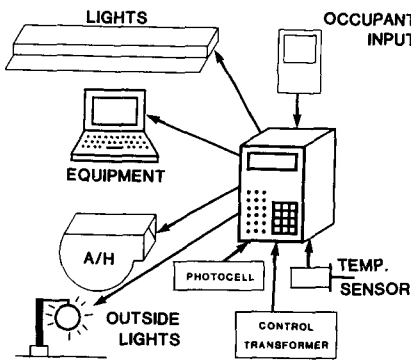 LIGHTS
OCCUPANT
INPUT
EQUIPMENT
A/H
PHOTOCELL
TEMP.
SENSOR
OUTSIDE
LIGHTS
CONTROL
TRANSFORMER